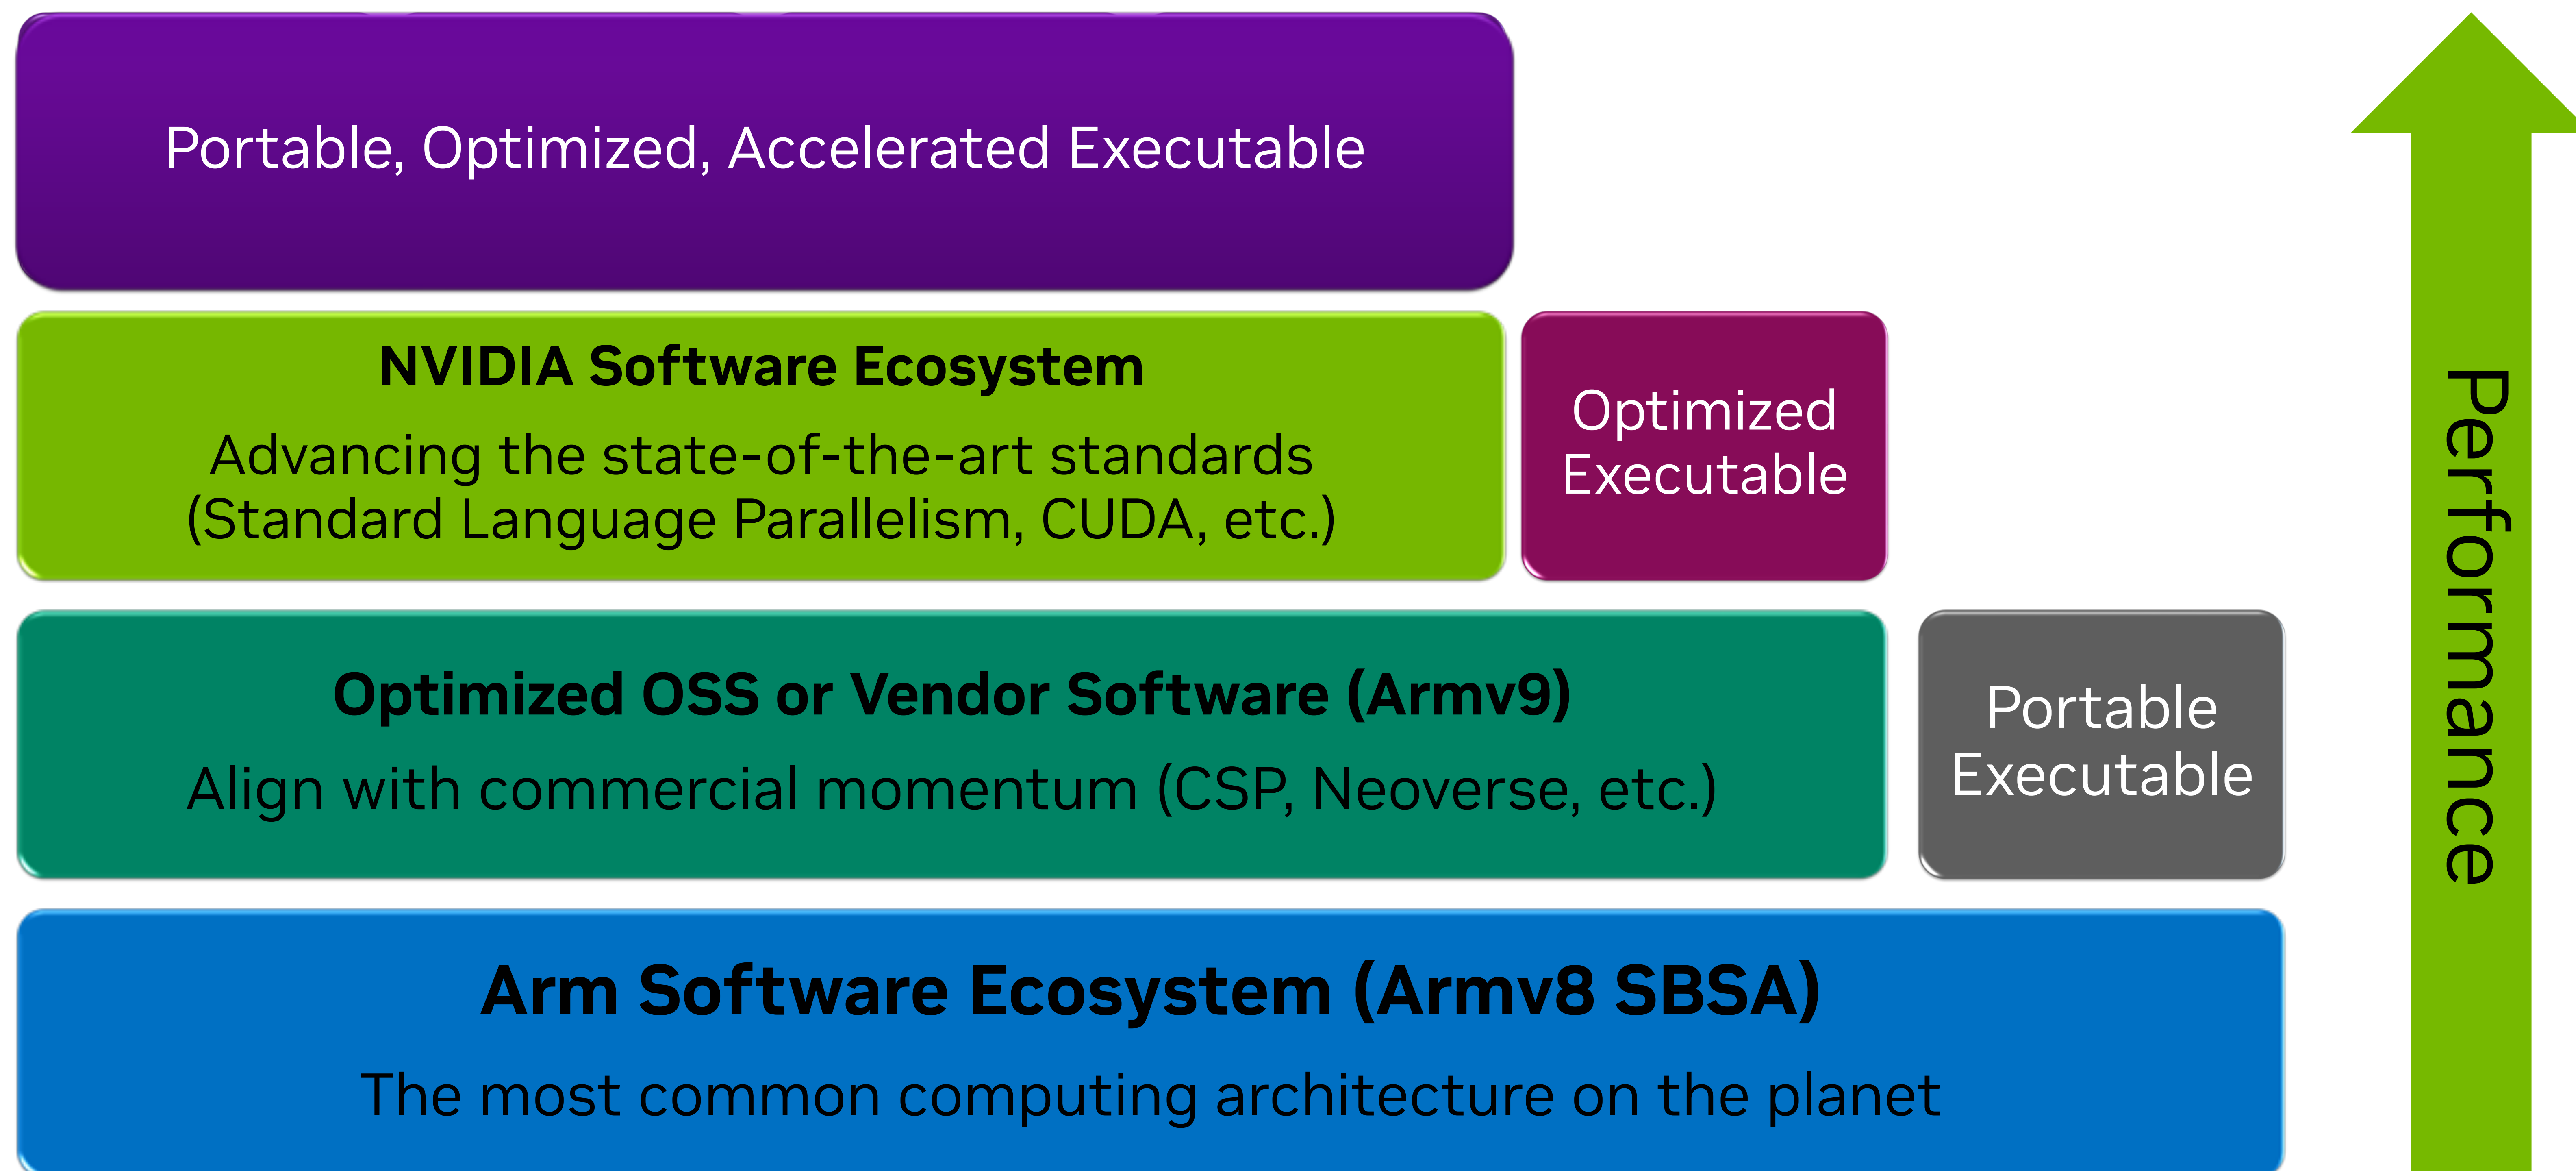 Portable, Optimized, Accelerated Executable
NVIDIA Software Ecosystem
Advancing the state-of-the-art standards
(Standard Language Parallelism, CUDA, etc.)
Optimized
Executable
Optimized OSS or Vendor Software (Armv9)
Align with commercial momentum (CSP, Neoverse, etc.)
Portable
Executable
Arm Software Ecosystem (Armv8 SBSA)
The most common computing architecture on the planet
Performance